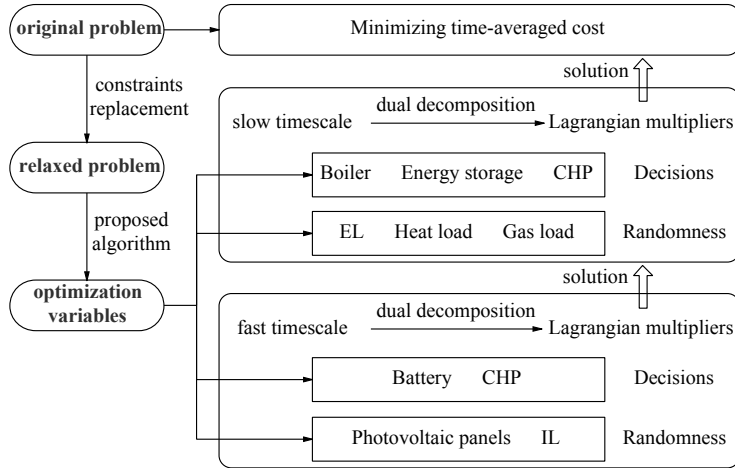 original problem
Minimizing time-averaged cost
constraints
replacement
solution
slow timescale
dual decomposition
Lagrangian multipliers
relaxed problem
Boiler Energy storage CHP
Decisions
proposed
algorithm
EL Heat load Gas load
Randomness
solution
optimization
variables
fast timescale
dual decomposition
Lagrangian multipliers
Battery CHP
Decisions
Photovoltaic panels IL
Randomness